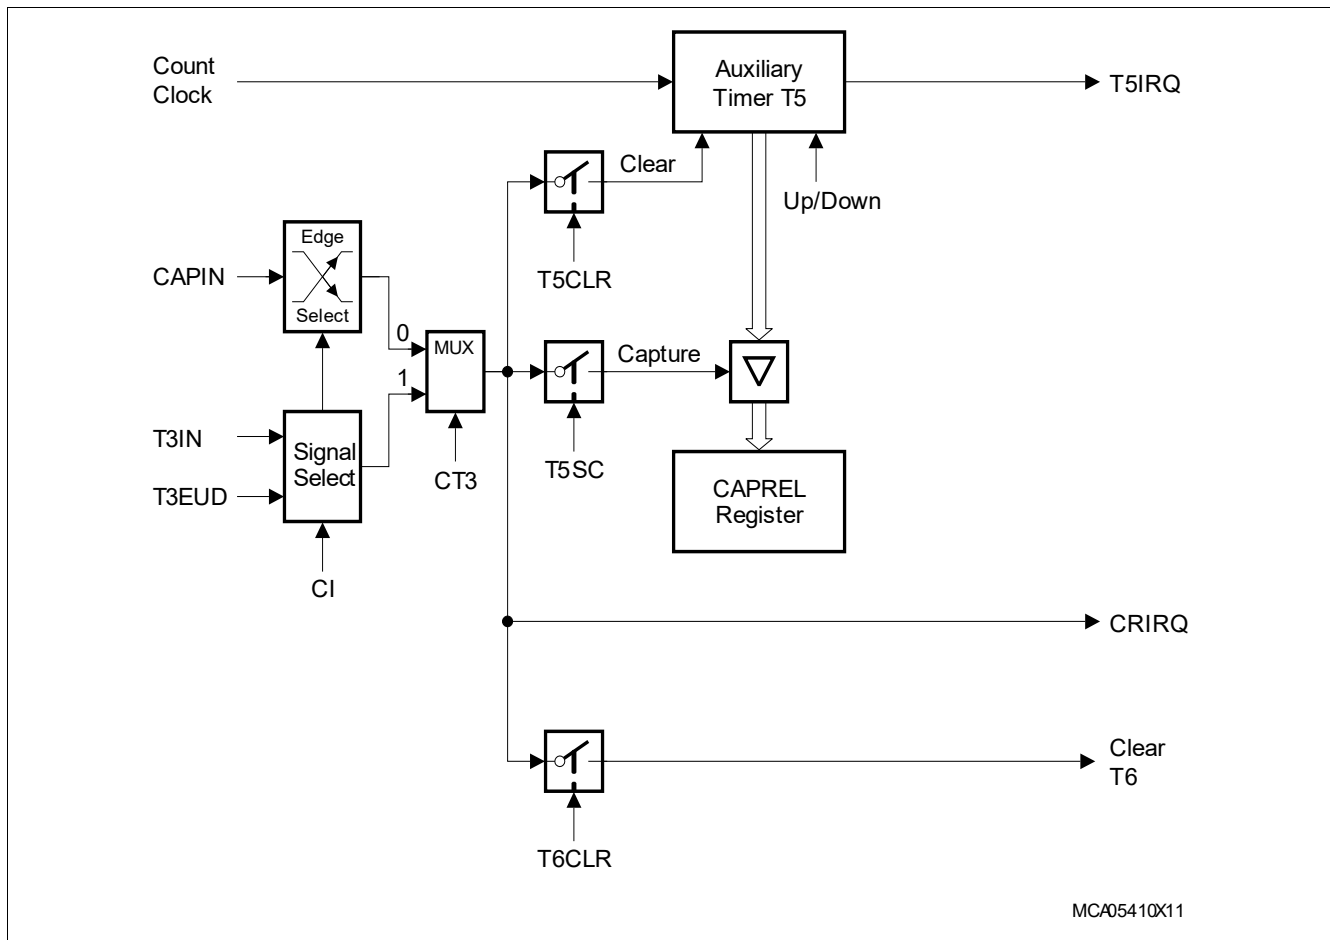 Count
Clock
Auxiliary
Timer T5
T5IRQ
Clear
Up/Down
T5CLR
CAPIN
Edge
Select
0
MUX
1
Capture
T3IN
T3EUD
Signal
Select
CT3
T5SC
CAPREL
Register
CI
CRIRQ
Clear
T6
T6CLR
MCA05410X11